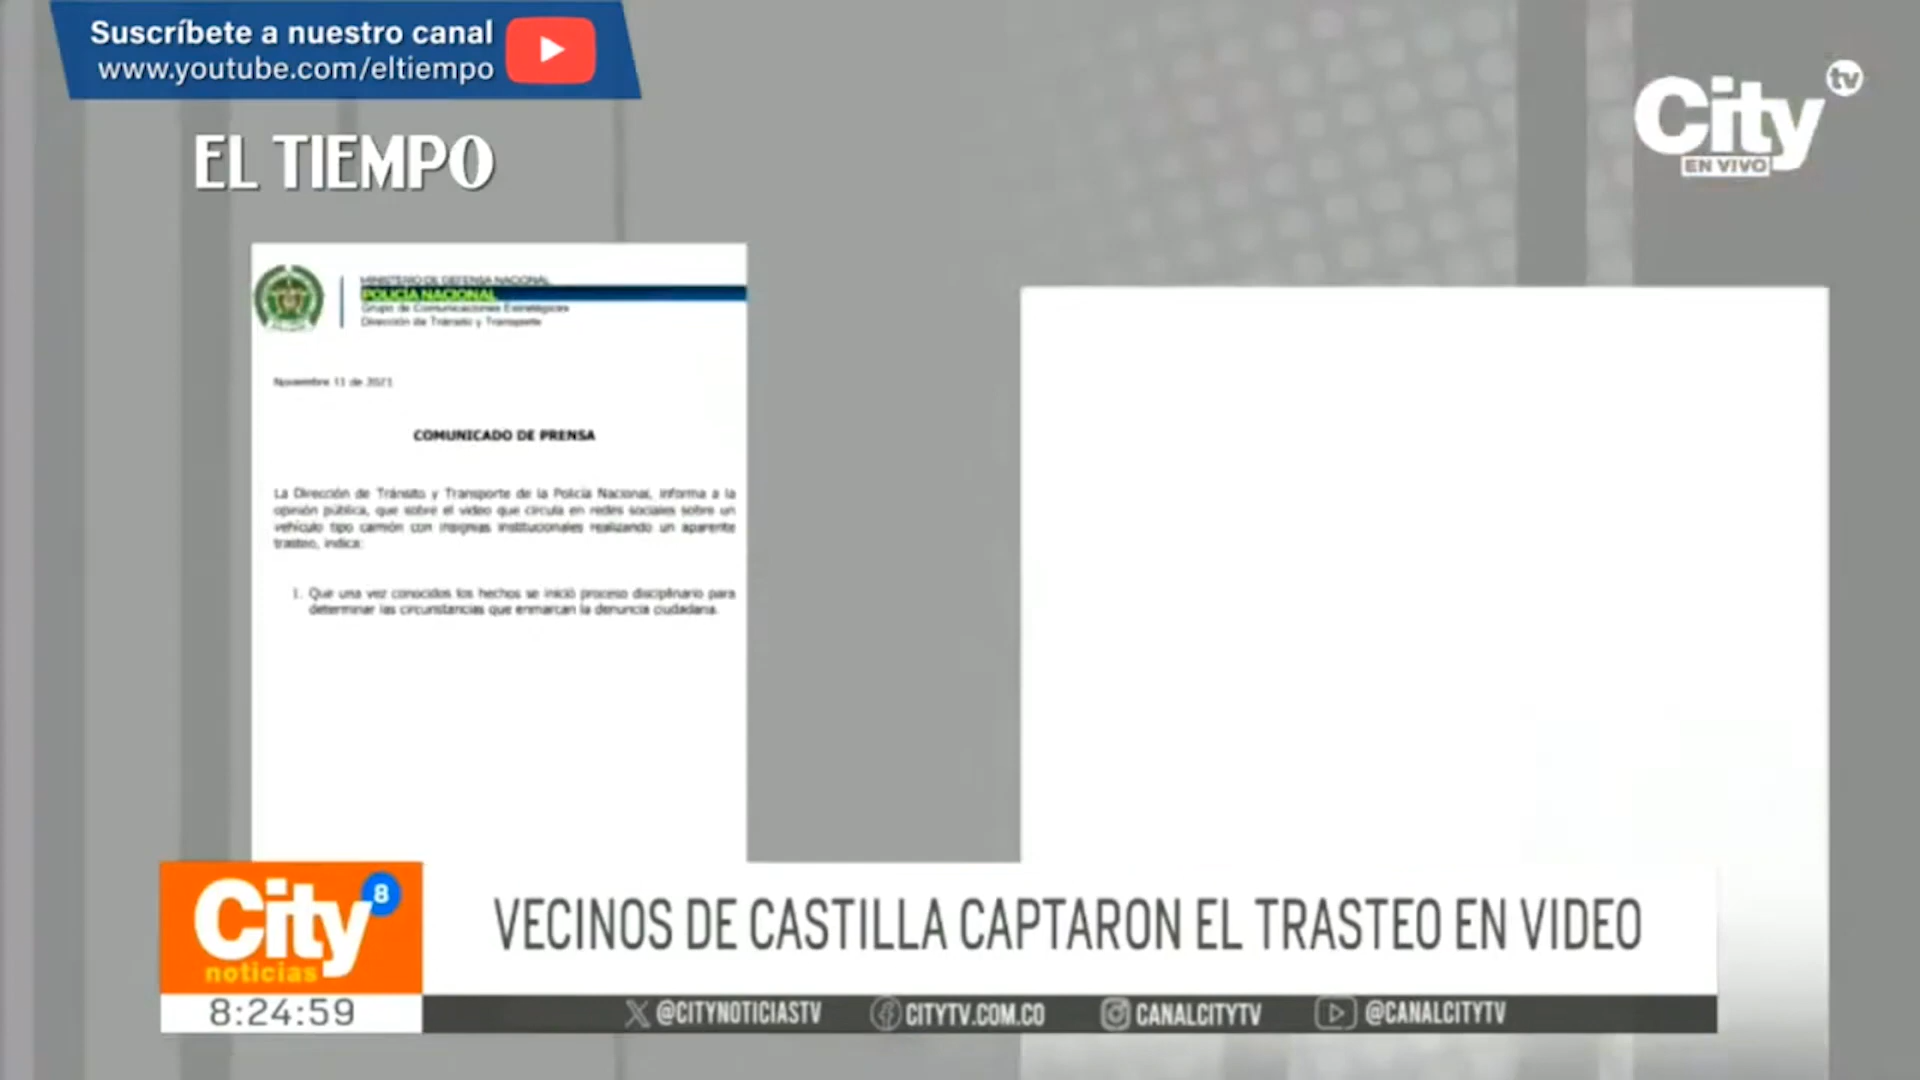 Suscríbete a nuestro canal
www.youtube.com/eltiempo
EL TIEMPO
City tv
EN VIVO
MINISTERIO DE DEFENSA NACIONAL
POLICÍA NACIONAL
Grupo de Comunicaciones Estratégicas
Dirección de Tránsito y Transporte
Noviembre 11 de 2021
COMUNICADO DE PRENSA
La Dirección de Tránsito y Transporte de la Policía Nacional, informa a la
opinión pública, que sobre el video que circula en redes sociales sobre un
vehículo tipo camión con insignias institucionales realizando un aparente
trasteo, indica:
1. Que una vez conocidos los hechos se inició proceso disciplinario para
determinar las circunstancias que enmarcan la denuncia ciudadana.
City 8
noticias
VECINOS DE CASTILLA CAPTARON EL TRASTEO EN VIDEO
8:24:59
@CITYNOTICIASTV CITYTV.COM.CO CANALCITYTV @CANALCITYTV